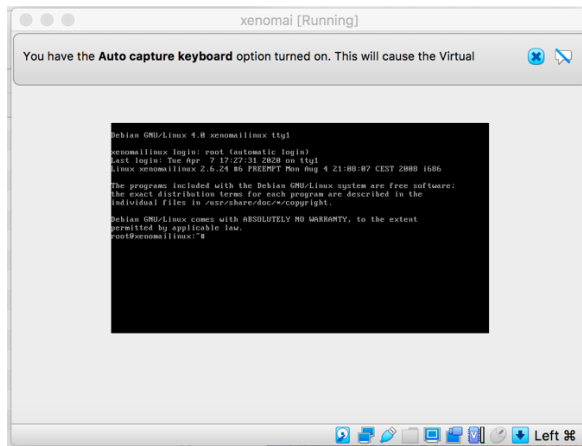 xenomai [Running]
You have the Auto capture keyboard option turned on. This will cause the Virtual
Debian GNU/Linux 4.0 xenomailinux tty1
xenomailinux login: root (automatic login)
Last login: Tue Apr  7 17:27:31 2020 on tty1
Linux xenomailinux 2.6.24 #6 PREEMPT Mon Aug 4 21:08:07 CEST 2008 i686
The programs included with the Debian GNU/Linux system are free software;
the exact distribution terms for each program are described in the
individual files in /usr/share/doc/*/copyright.
Debian GNU/Linux comes with ABSOLUTELY NO WARRANTY, to the extent
permitted by applicable law.
root@xenomailinux:~#
Left ⌘